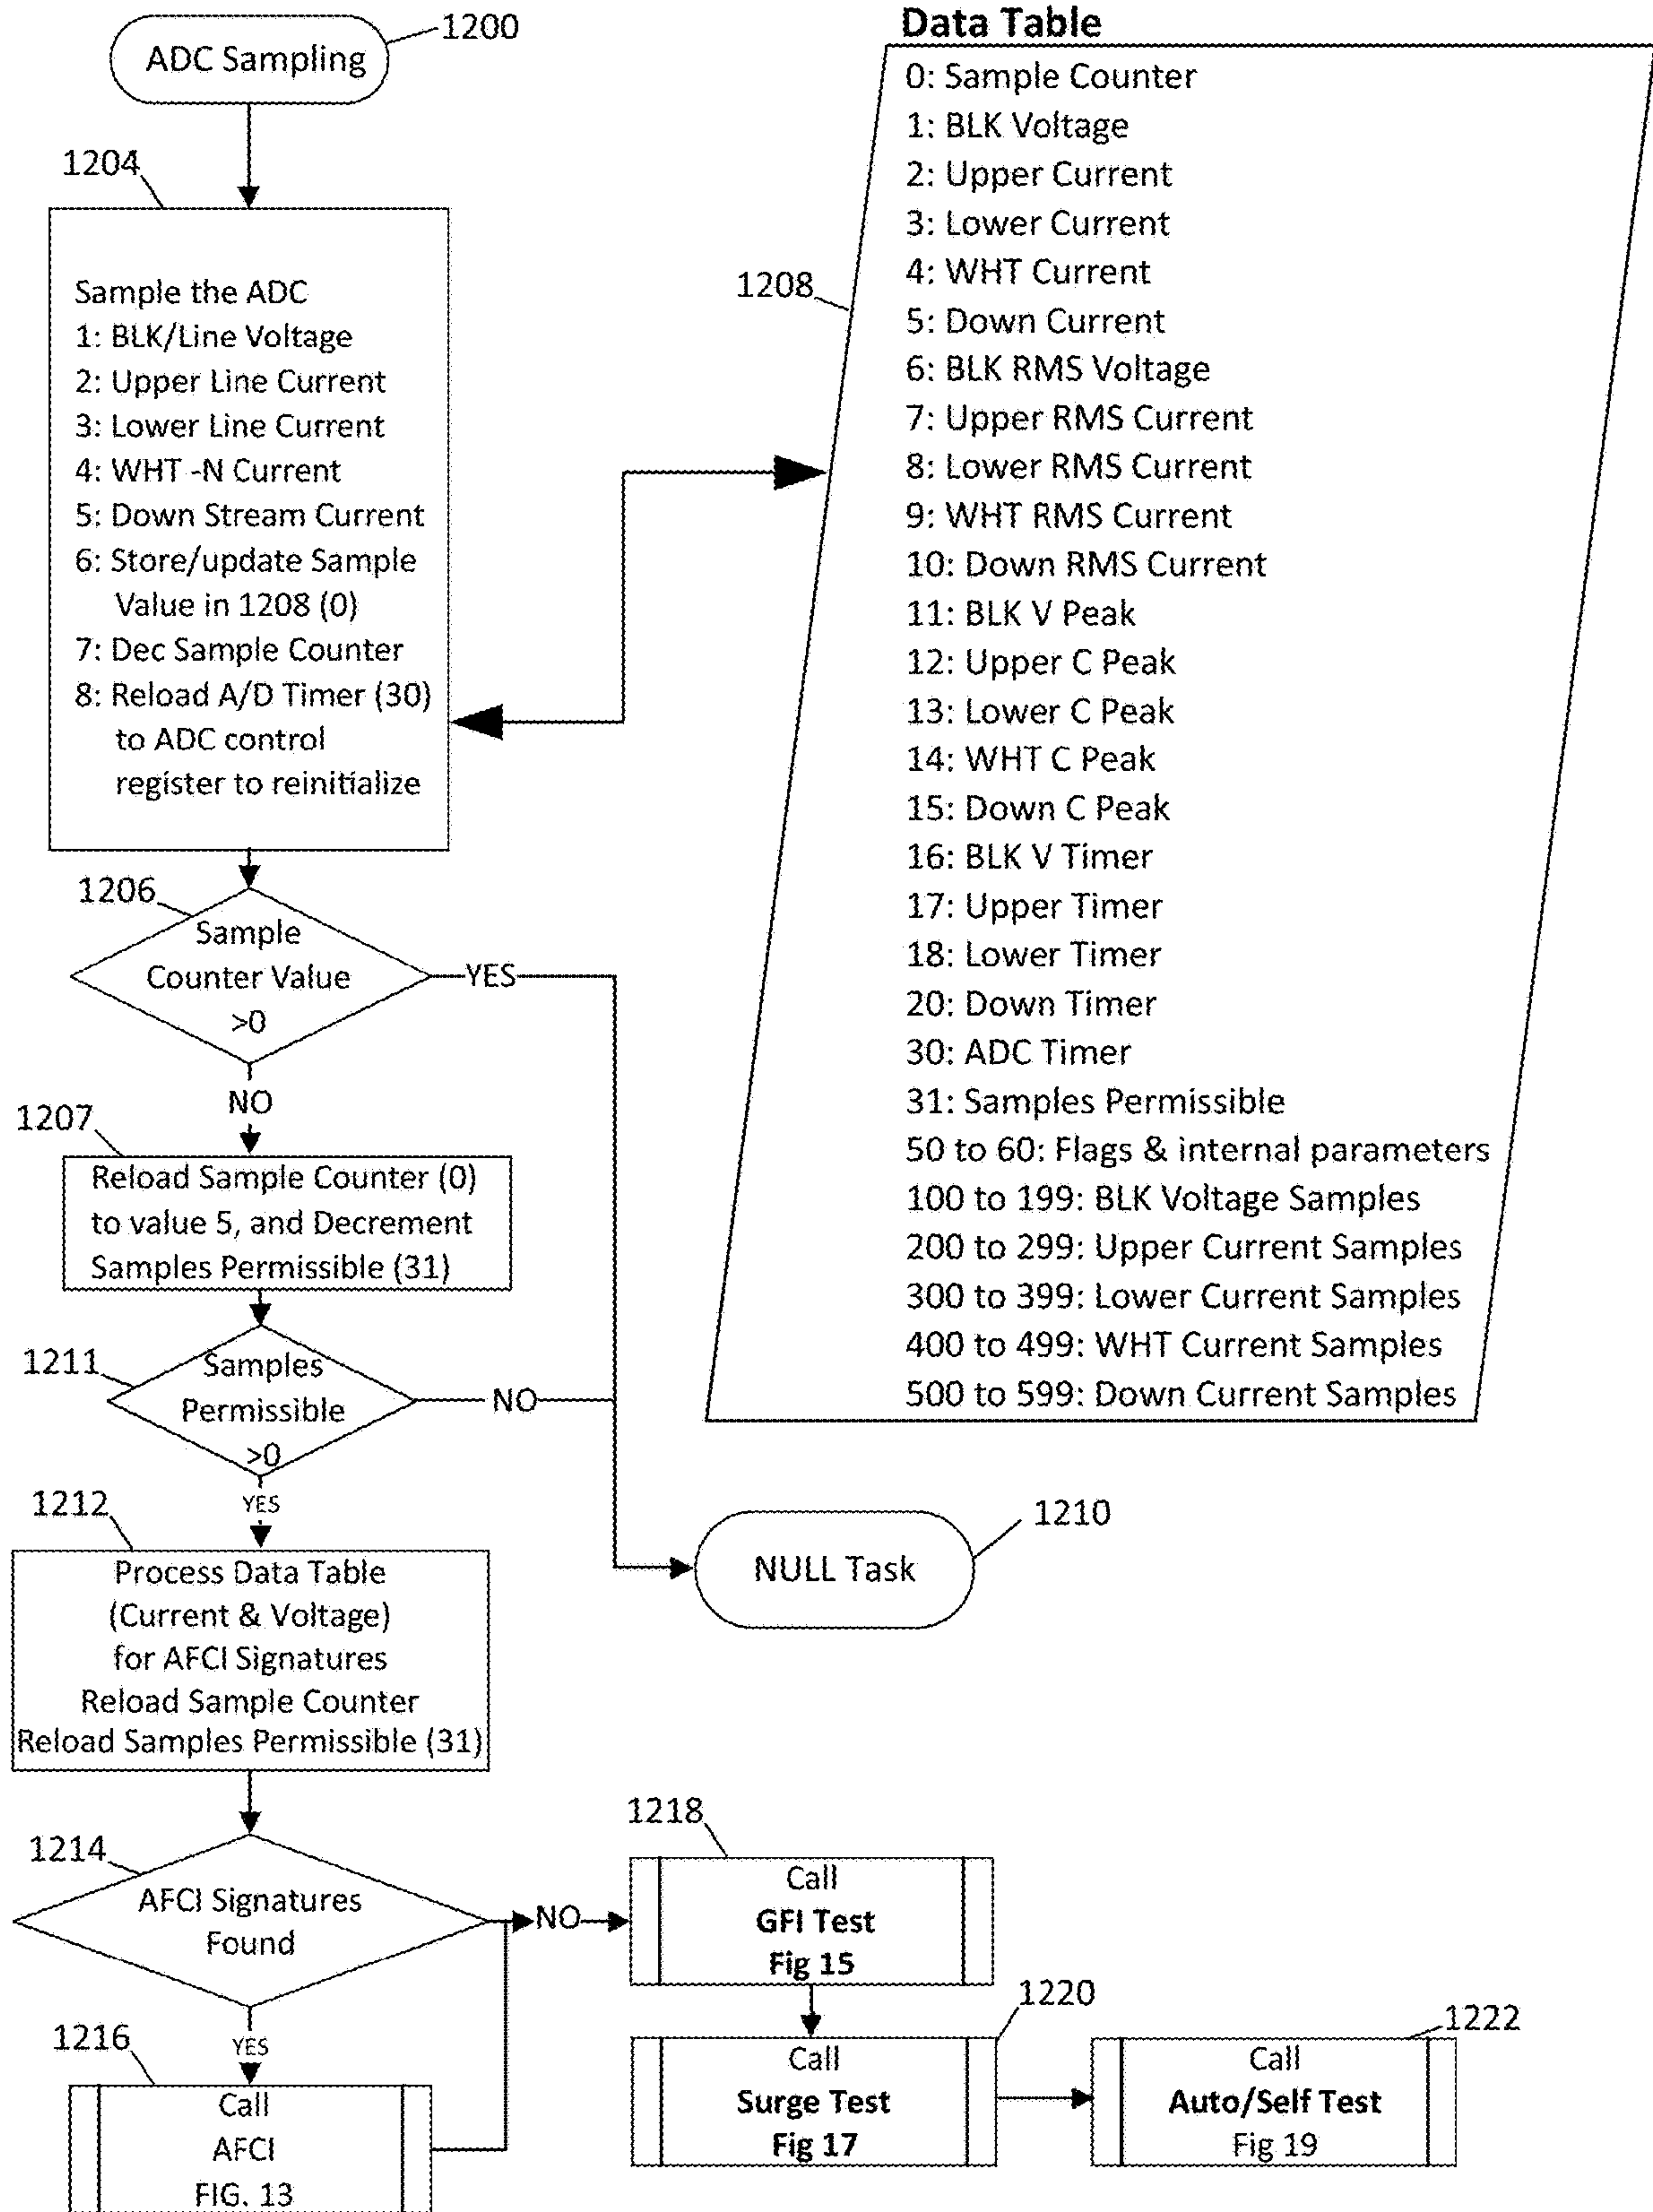 ADC Sampling
1200
1204
Sample the ADC
1: BLK/Line Voltage
2: Upper Line Current
3: Lower Line Current
4: WHT -N Current
5: Down Stream Current
6: Store/update Sample
Value in 1208 (0)
7: Dec Sample Counter
8: Reload A/D Timer (30)
to ADC control
register to reinitialize
Data Table
1208
0: Sample Counter
1: BLK Voltage
2: Upper Current
3: Lower Current
4: WHT Current
5: Down Current
6: BLK RMS Voltage
7: Upper RMS Current
8: Lower RMS Current
9: WHT RMS Current
10: Down RMS Current
11: BLK V Peak
12: Upper C Peak
13: Lower C Peak
14: WHT C Peak
15: Down C Peak
16: BLK V Timer
17: Upper Timer
18: Lower Timer
20: Down Timer
30: ADC Timer
31: Samples Permissible
50 to 60: Flags & internal parameters
100 to 199: BLK Voltage Samples
200 to 299: Upper Current Samples
300 to 399: Lower Current Samples
400 to 499: WHT Current Samples
500 to 599: Down Current Samples
1206
Sample
Counter Value
>0
YES
NO
1207
Reload Sample Counter (0)
to value 5, and Decrement
Samples Permissible (31)
1211
Samples
Permissible
>0
NO
YES
1210
NULL Task
1212
Process Data Table
(Current & Voltage)
for AFCI Signatures
Reload Sample Counter
Reload Samples Permissible (31)
1214
AFCI Signatures
Found
NO
YES
1216
Call
AFCI
FIG. 13
1218
Call
GFI Test
Fig 15
1220
Call
Surge Test
Fig 17
1222
Call
Auto/Self Test
Fig 19